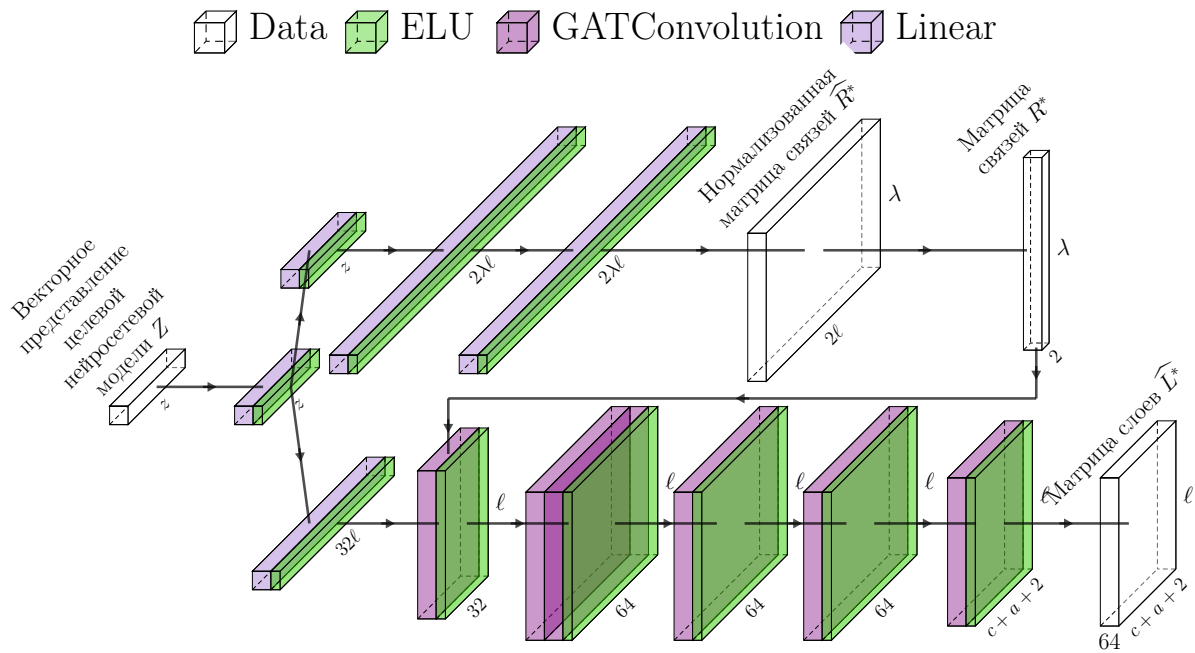 Data ELU GATConvolution Linear
Нормализованная
матрица связей R̂*
Матрица
связей R*
λ
λ
Векторное
представление
целевой
нейросетевой
модели Z
z
z
z
2λℓ
2λℓ
2ℓ
2
Матрица слоев L̂*
32ℓ
ℓ
32
ℓ
64
ℓ
64
ℓ
64
ℓ
c + a + 2
ℓ
64
c + a + 2